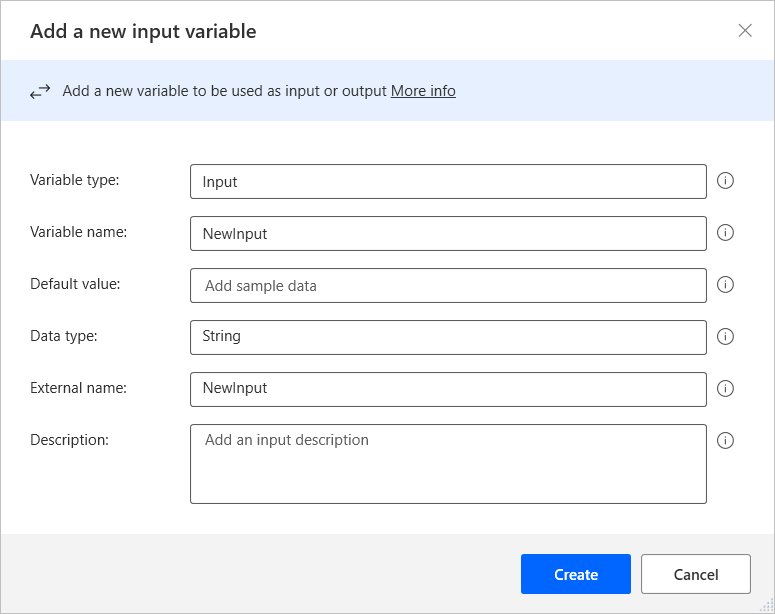 Add a new input variable
Add a new variable to be used as input or output More info
Variable type: Input
Variable name: NewInput
Default value: Add sample data
Data type: String
External name: NewInput
Description: Add an input description
Create Cancel